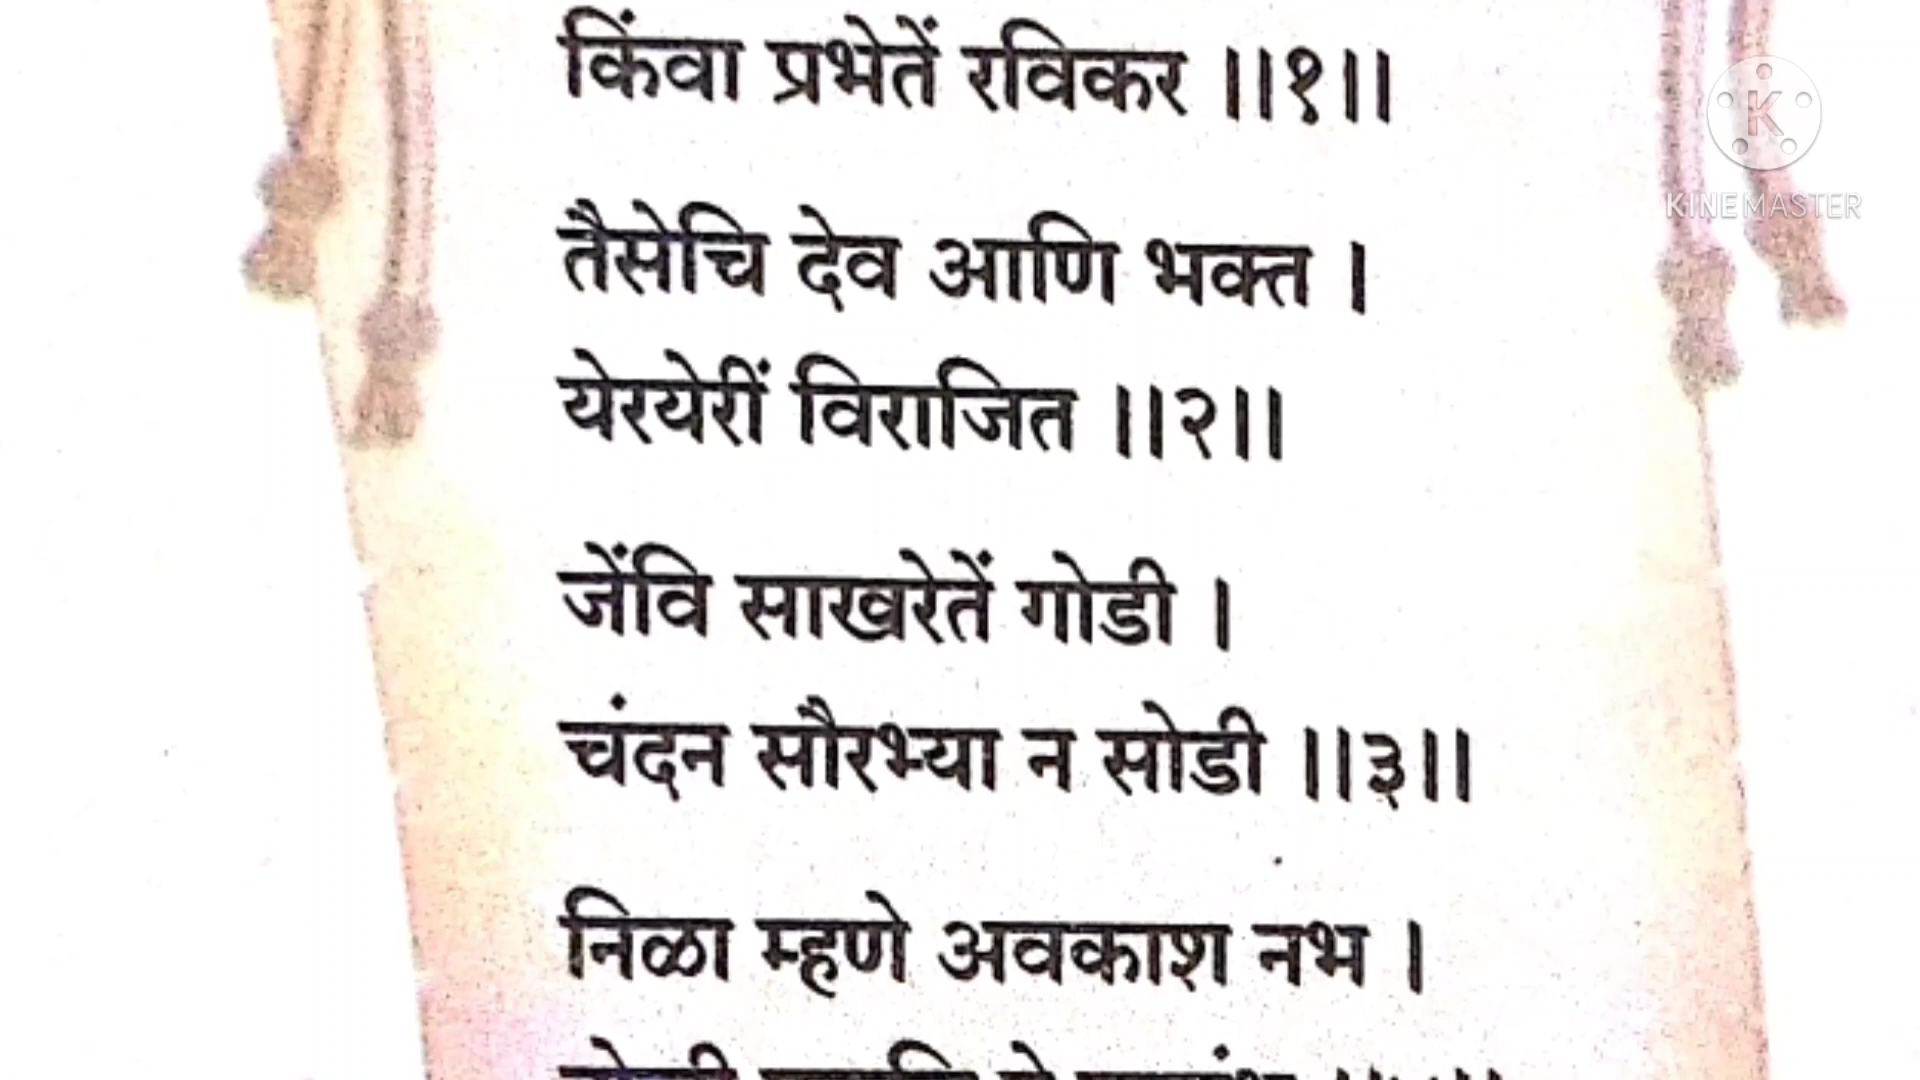 किंवा प्रभेतें रविकर ।।१।।
KINEMASTER
तैसेचि देव आणि भक्त ।
येरयेरीं विराजित ।।२।।
जेंवि साखरेतें गोडी ।
चंदन सौरभ्या न सोडी ।।३।।
निळा म्हणे अवकाश नभ ।